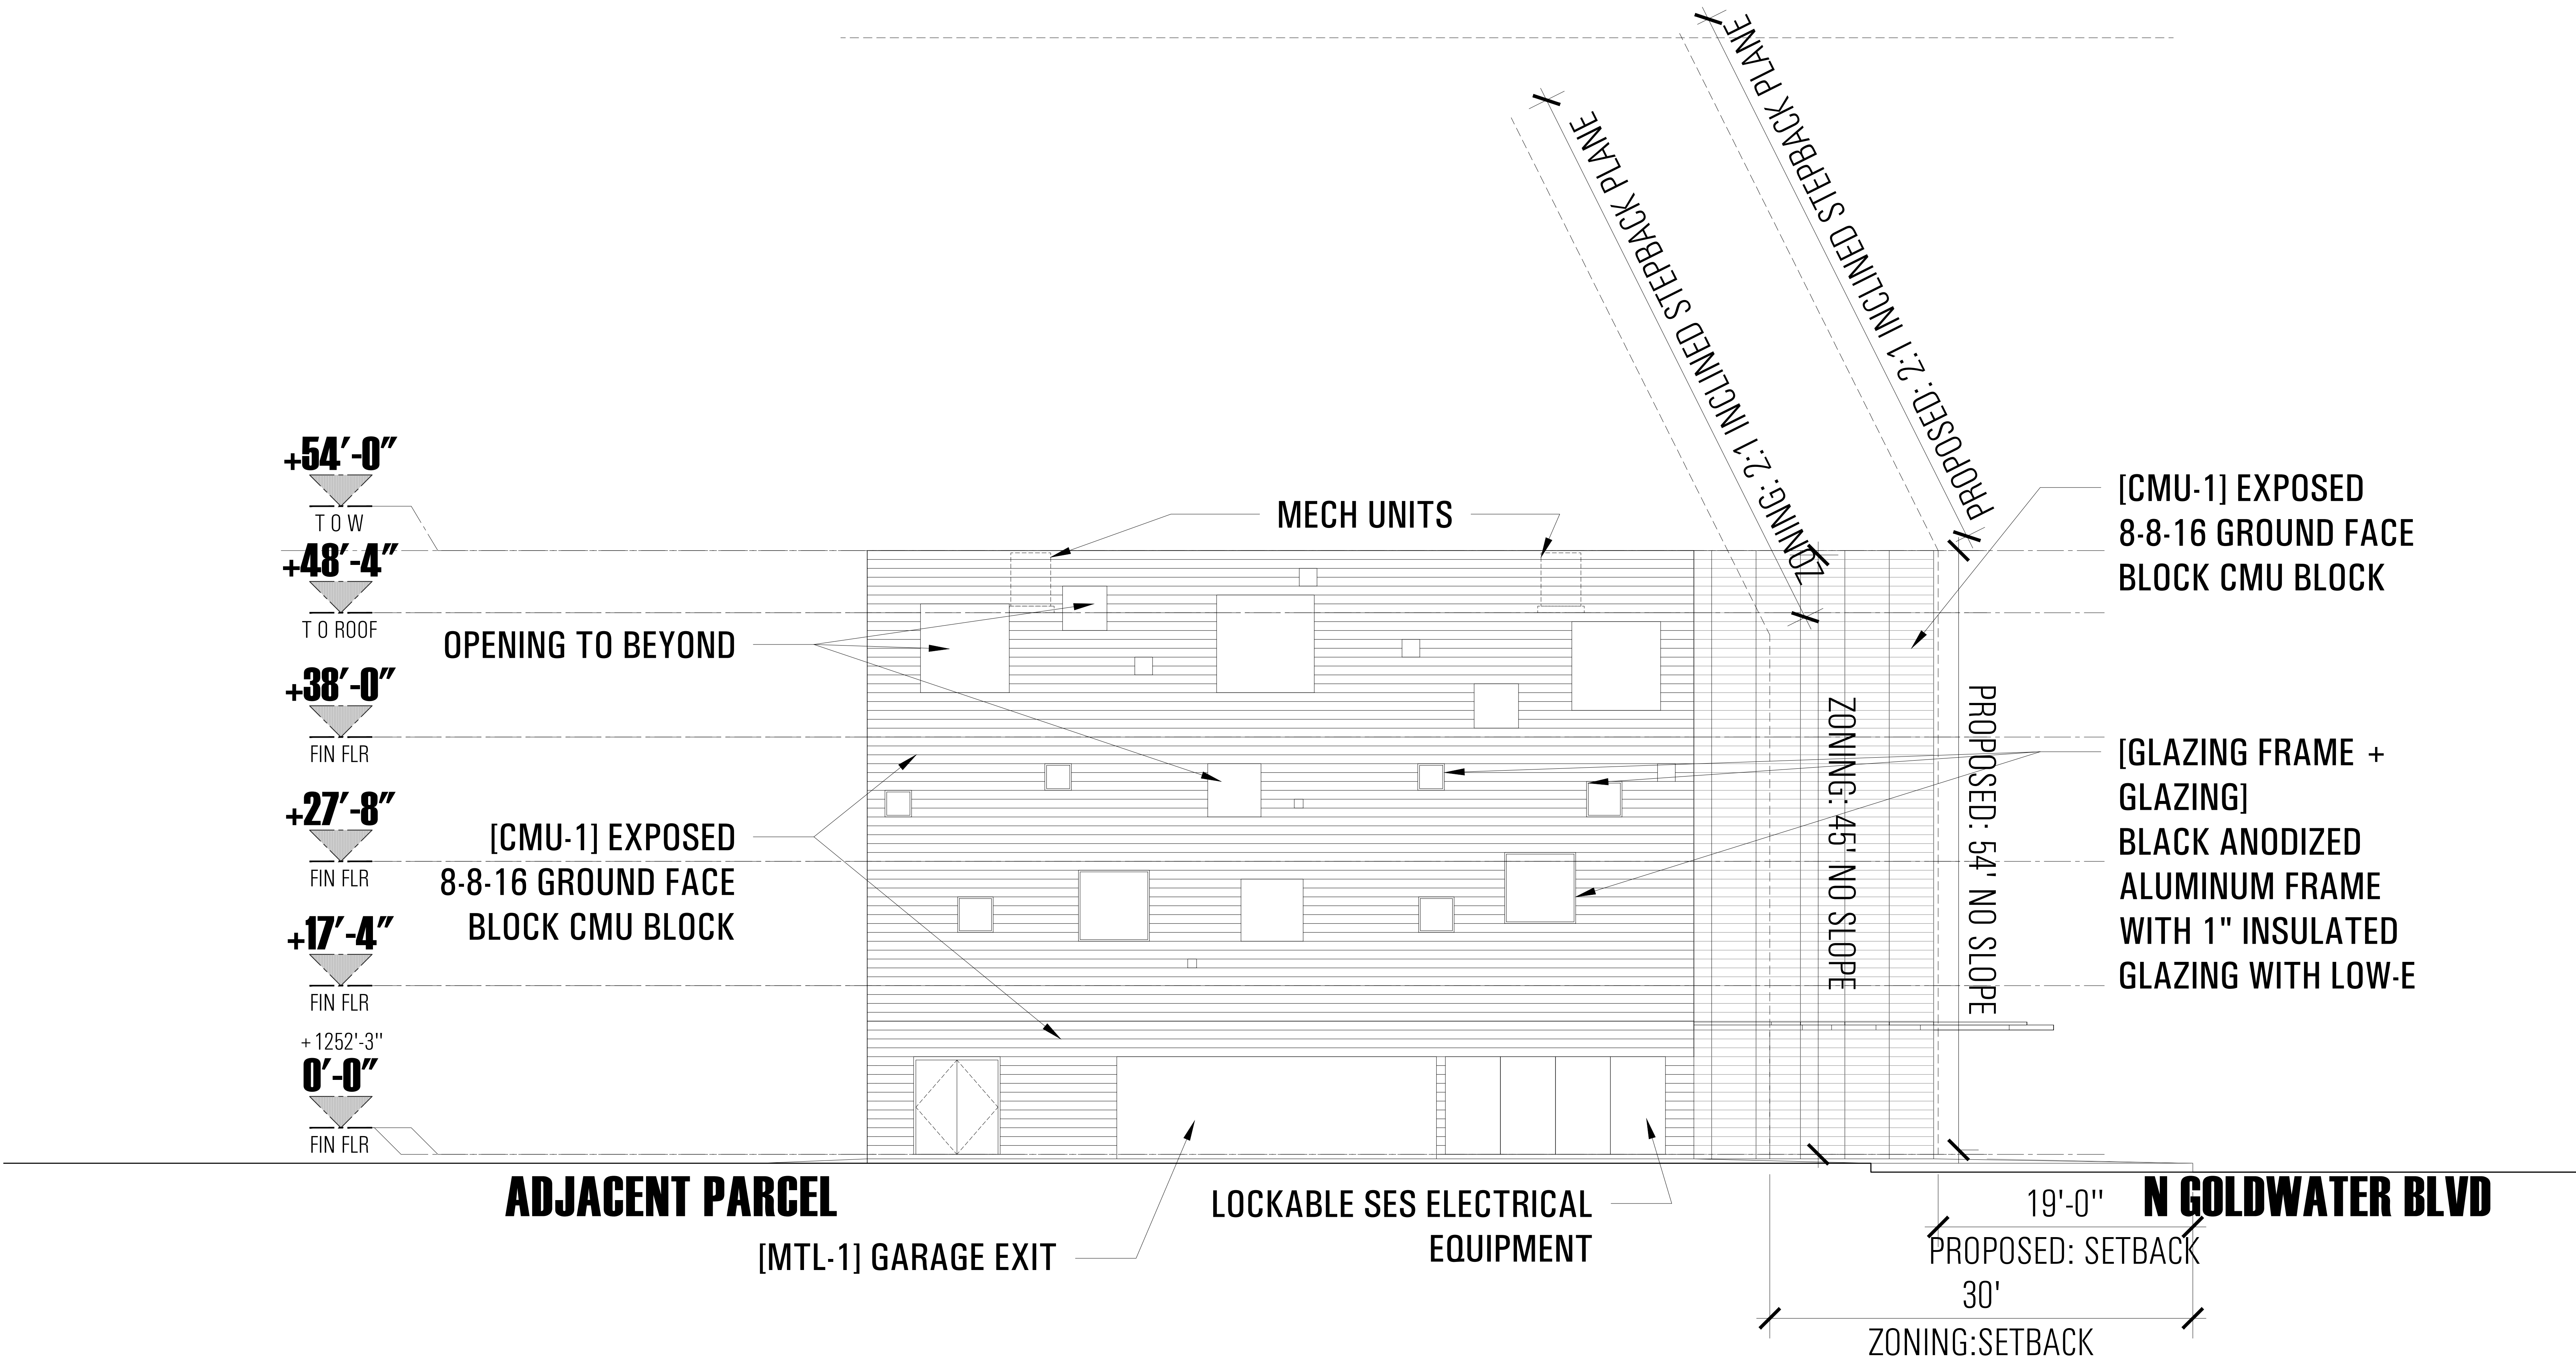 ZONING: 2:1 INCLINED STEPBACK PLANE
PROPOSED: 2:1 INCLINED STEPBACK PLANE
+54'-0"
T O W
+48'-4"
T O ROOF
+38'-0"
FIN FLR
+27'-8"
FIN FLR
+17'-4"
FIN FLR
+1252'-3"
0'-0"
FIN FLR
MECH UNITS
OPENING TO BEYOND
[CMU-1] EXPOSED
8-8-16 GROUND FACE
BLOCK CMU BLOCK
ZONING: 45' NO SLOPE
PROPOSED: 54' NO SLOPE
[CMU-1] EXPOSED
8-8-16 GROUND FACE
BLOCK CMU BLOCK
[GLAZING FRAME +
GLAZING]
BLACK ANODIZED
ALUMINUM FRAME
WITH 1" INSULATED
GLAZING WITH LOW-E
ADJACENT PARCEL
[MTL-1] GARAGE EXIT
LOCKABLE SES ELECTRICAL
EQUIPMENT
N GOLDWATER BLVD
19'-0"
PROPOSED: SETBACK
30'
ZONING:SETBACK